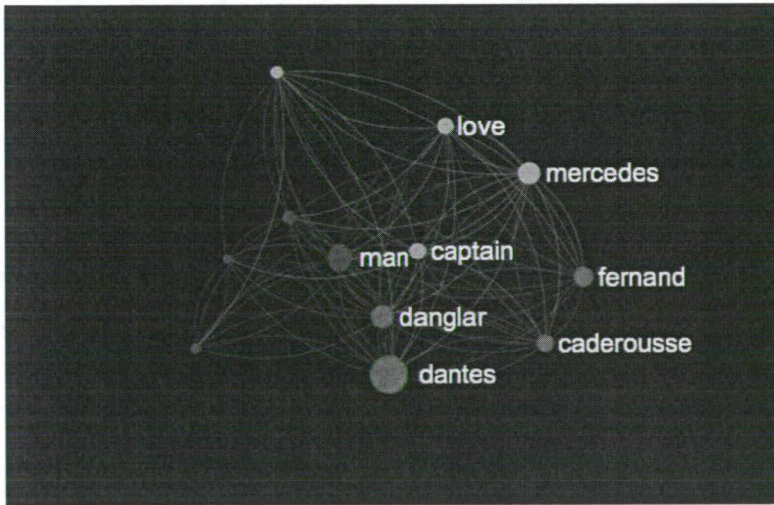 love
mercedes
man
captain
fernand
danglar
caderousse
dantes